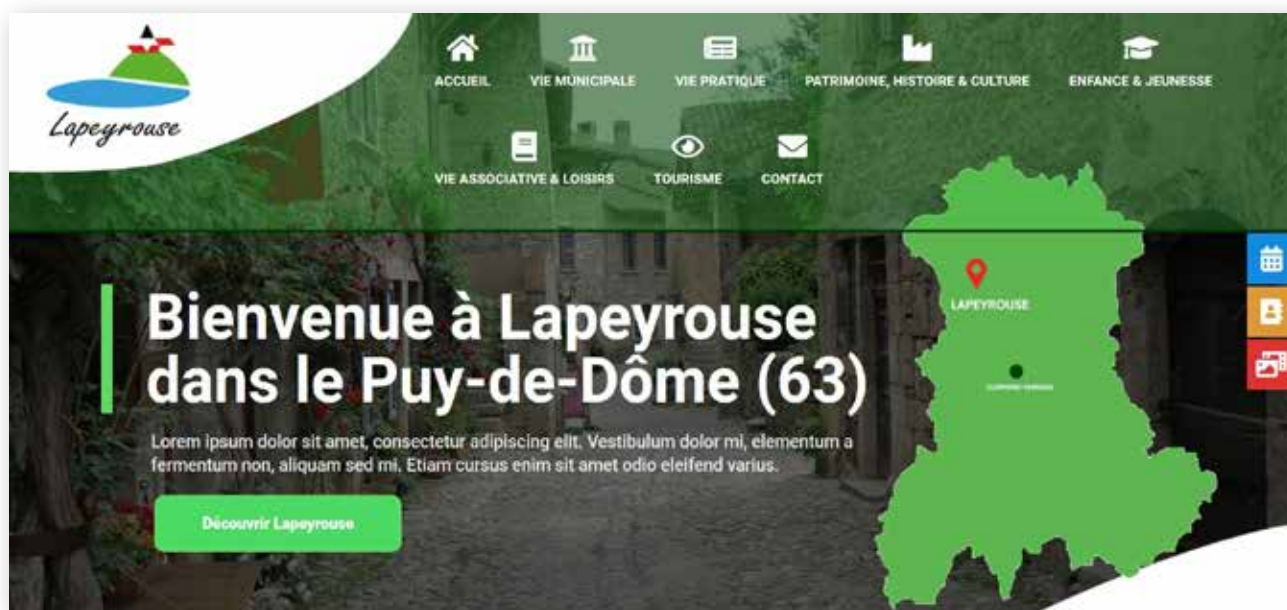 Lapeyrouse
ACCUEIL
VIE MUNICIPALE
VIE PRATIQUE
PATRIMOINE, HISTOIRE & CULTURE
ENFANCE & JEUNESSE
VIE ASSOCIATIVE & LOISIRS
TOURISME
CONTACT
LAPEYROUSE
Bienvenue à Lapeyrouse
dans le Puy-de-Dôme (63)
Lorem ipsum dolor sit amet, consectetur adipiscing elit. Vestibulum dolor mi, elementum a
fermentum non, aliquam sed mi. Etiam cursus enim sit amet odio eleifend varius.
Découvrir Lapeyrouse